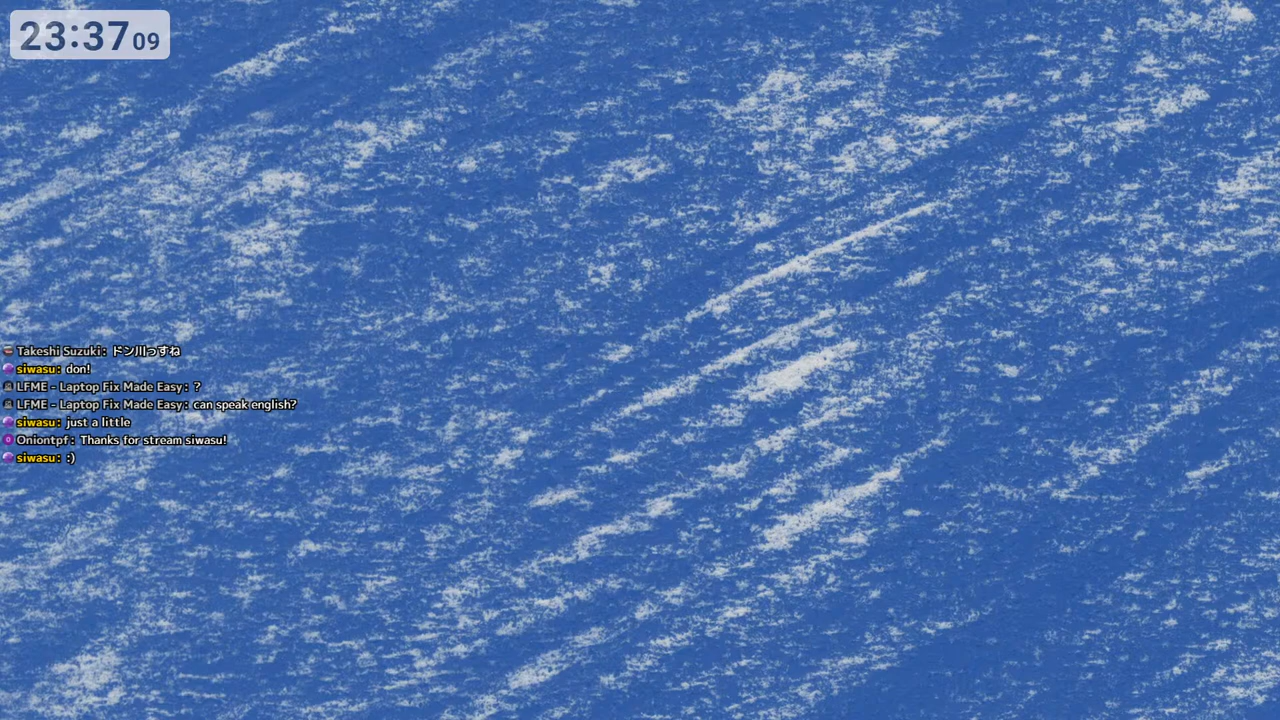 23:37 09
Takeshi Suzuki: ドン川っすね
siwasu: don!
LFME - Laptop Fix Made Easy: ?
LFME - Laptop Fix Made Easy: can speak english?
siwasu: just a little
Oniontpf: Thanks for stream siwasu!
siwasu: :)